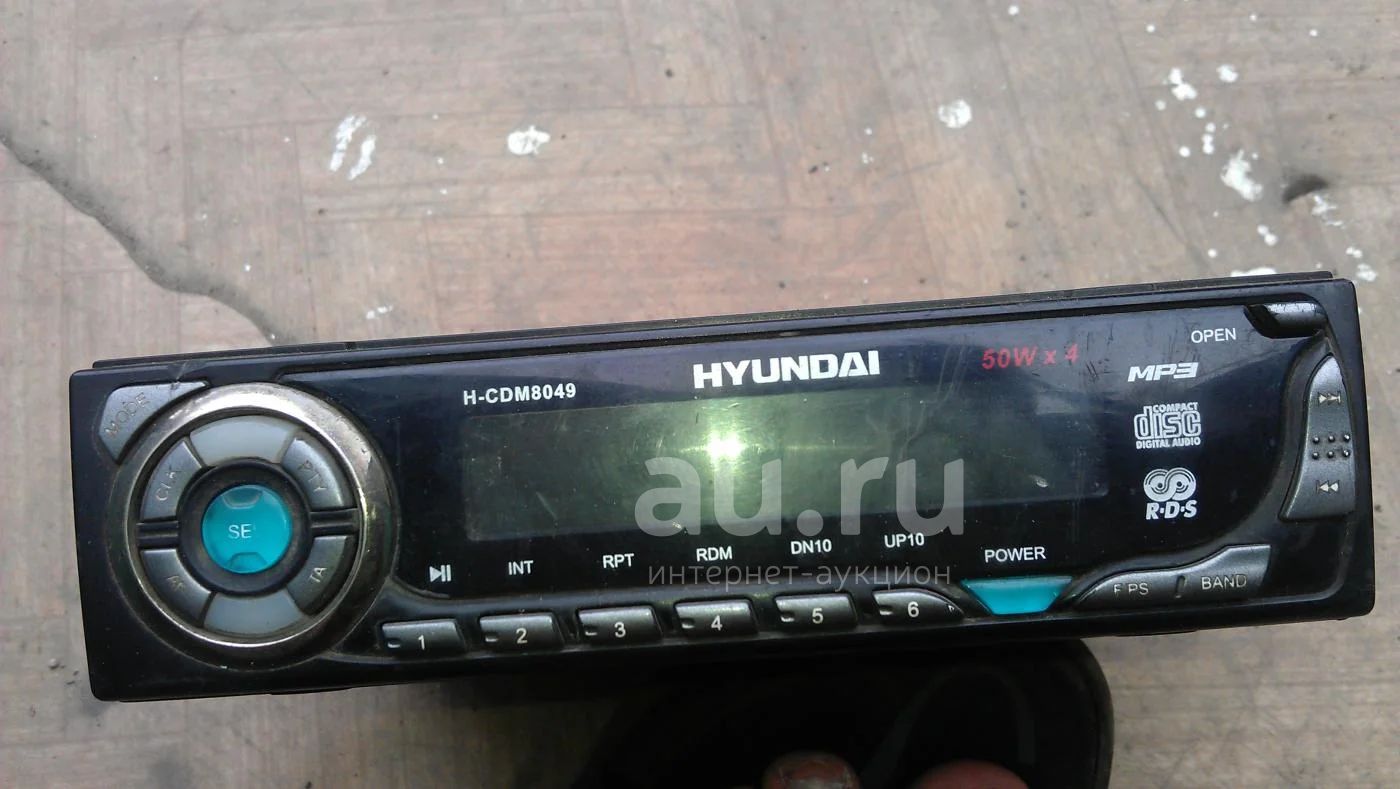 OPEN
HYUNDAI
50W x 4
MP3
H-CDM8049
MODE
COMPACT
disc
DIGITAL AUDIO
CLK
PTY
SE
AF
TA
R·D·S
au.ru
интернет-аукцион
INT
RPT
RDM
DN10
UP10
POWER
PS
BAND
1
2
3
4
5
6